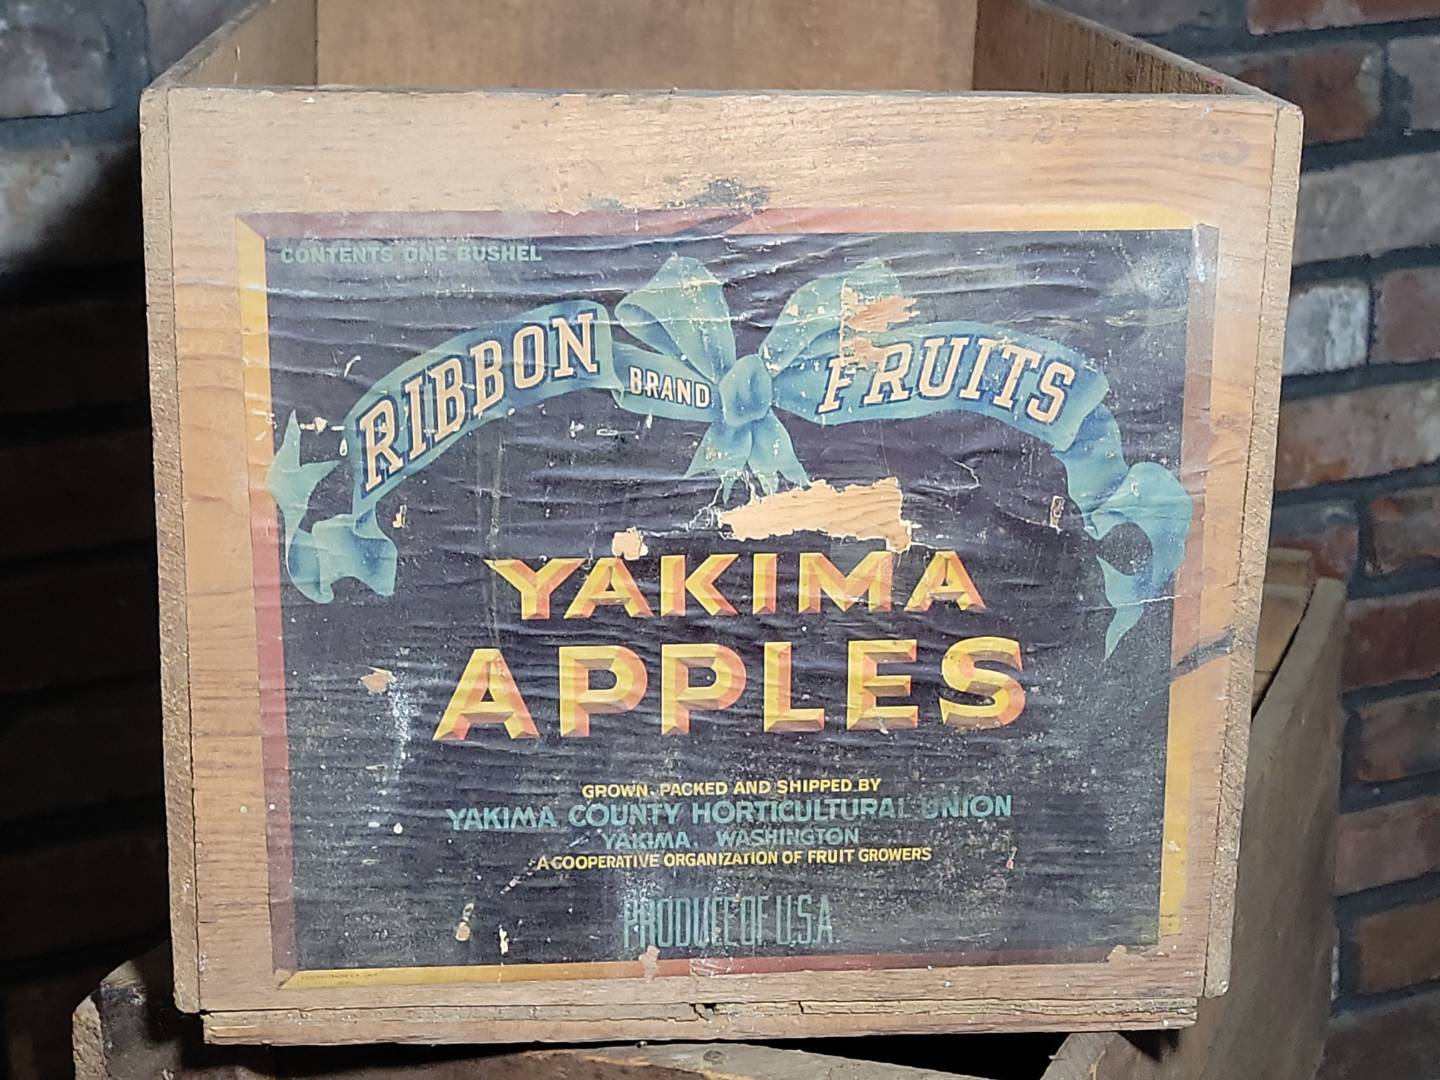 CONTENTS ONE BUSHEL
RIBBON BRAND FRUITS
YAKIMA
APPLES
GROWN, PACKED AND SHIPPED BY
YAKIMA COUNTY HORTICULTURAL UNION
YAKIMA, WASHINGTON
A COOPERATIVE ORGANIZATION OF FRUIT GROWERS
PRODUCE OF U.S.A.